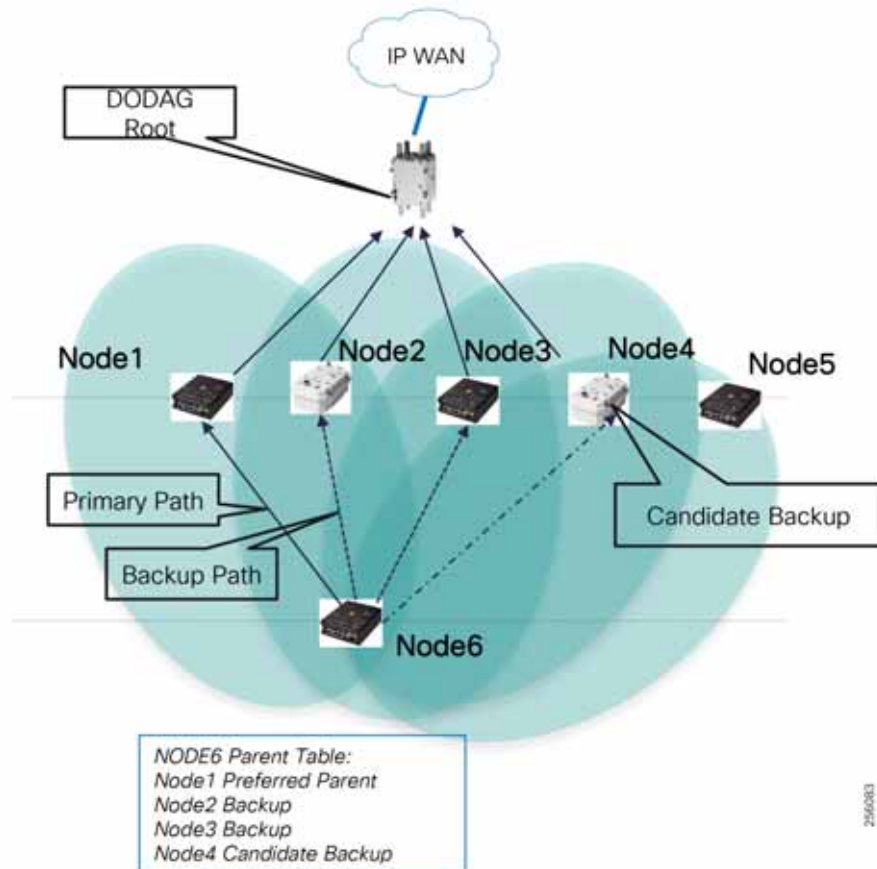 IP WAN
DODAG
Root
Node1
Node2
Node3
Node4
Node5
Primary Path
Candidate Backup
Backup Path
Node6
NODE6 Parent Table:
Node1 Preferred Parent
Node2 Backup
Node3 Backup
Node4 Candidate Backup
256083